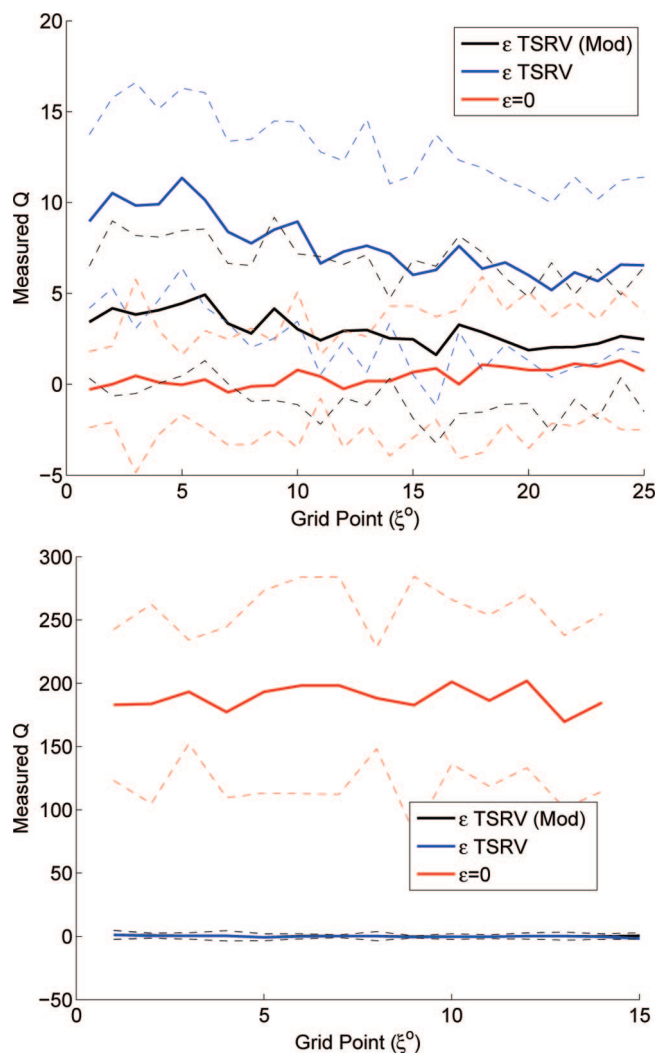 20
15
10
5
0
−5
Measured Q
ε TSRV (Mod)
ε TSRV
ε=0
0 5 10 15 20 25
Grid Point (ξº)
300
250
200
150
100
50
0
−50
Measured Q
ε TSRV (Mod)
ε TSRV
ε=0
0 5 10 15
Grid Point (ξº)